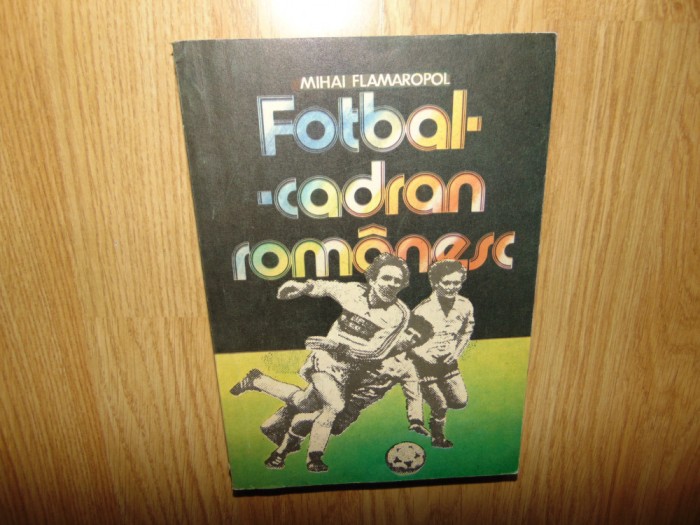 MIHAI FLAMAROPOL
Fotbal-
-cadran
românesc